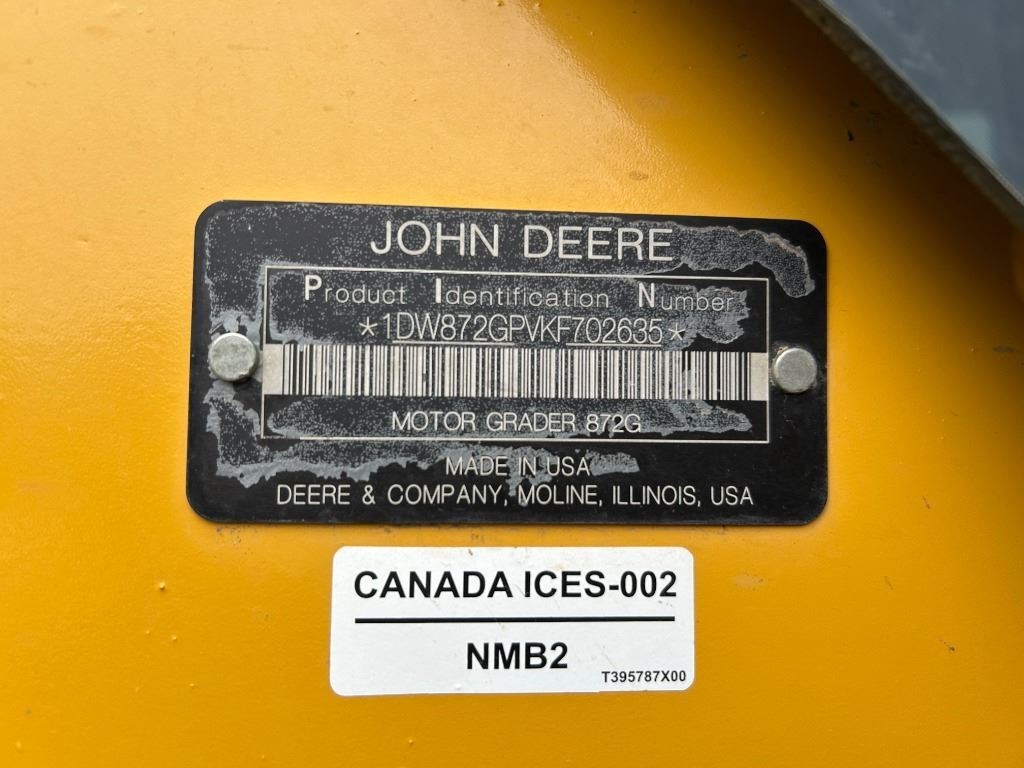 JOHN DEERE
Product Identification Number
*1DW872GPVKF702635*
MOTOR GRADER 872G
MADE IN USA
DEERE & COMPANY, MOLINE, ILLINOIS, USA
CANADA ICES-002
NMB2
T395787X00